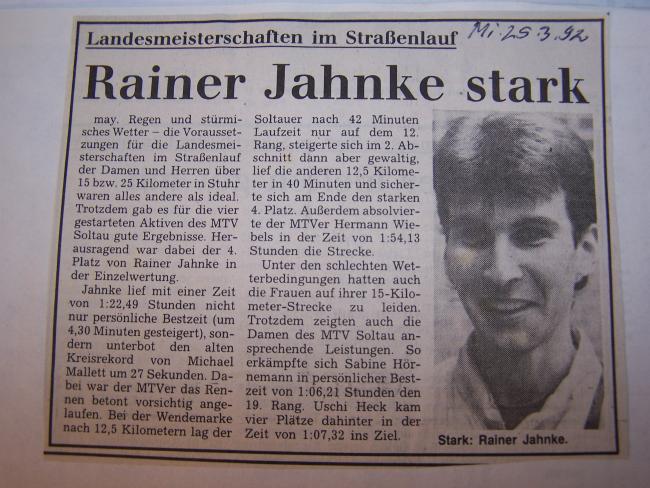 Landesmeisterschaften im Straßenlauf
Mi. 25.3.92
Rainer Jahnke stark
may. Regen und stürmi-
sches Wetter – die Vorausset-
zungen für die Landesmei-
sterschaften im Straßenlauf
der Damen und Herren über
15 bzw. 25 Kilometer in Stuhr
waren alles andere als ideal.
Trotzdem gab es für die vier
gestarteten Aktiven des MTV
Soltau gute Ergebnisse. Her-
ausragend war dabei der 4.
Platz von Rainer Jahnke in
der Einzelwertung.
Jahnke lief mit einer Zeit
von 1:22,49 Stunden nicht
nur persönliche Bestzeit (um
4,30 Minuten gesteigert), son-
dern unterbot den alten
Kreisrekord von Michael
Mallett um 27 Sekunden. Da-
bei war der MTVer das Ren-
nen betont vorsichtig ange-
laufen. Bei der Wendemarke
nach 12,5 Kilometern lag der
Soltauer nach 42 Minuten
Laufzeit nur auf dem 12.
Rang, steigerte sich im 2. Ab-
schnitt dann aber gewaltig,
lief die anderen 12,5 Kilome-
ter in 40 Minuten und sicher-
te sich am Ende den starken
4. Platz. Außerdem absolvier-
te der MTVer Hermann Wie-
bels in der Zeit von 1:54,13
Stunden die Strecke.
Unter den schlechten Wet-
terbedingungen hatten auch
die Frauen auf ihrer 15-Kilo-
meter-Strecke zu leiden.
Trotzdem zeigten auch die
Damen des MTV Soltau an-
sprechende Leistungen. So
erkämpfte sich Sabine Hör-
nemann in persönlicher Best-
zeit von 1:06,21 Stunden den
19. Rang. Uschi Heck kam
vier Plätze dahinter in der
Zeit von 1:07,32 ins Ziel.
Stark: Rainer Jahnke.